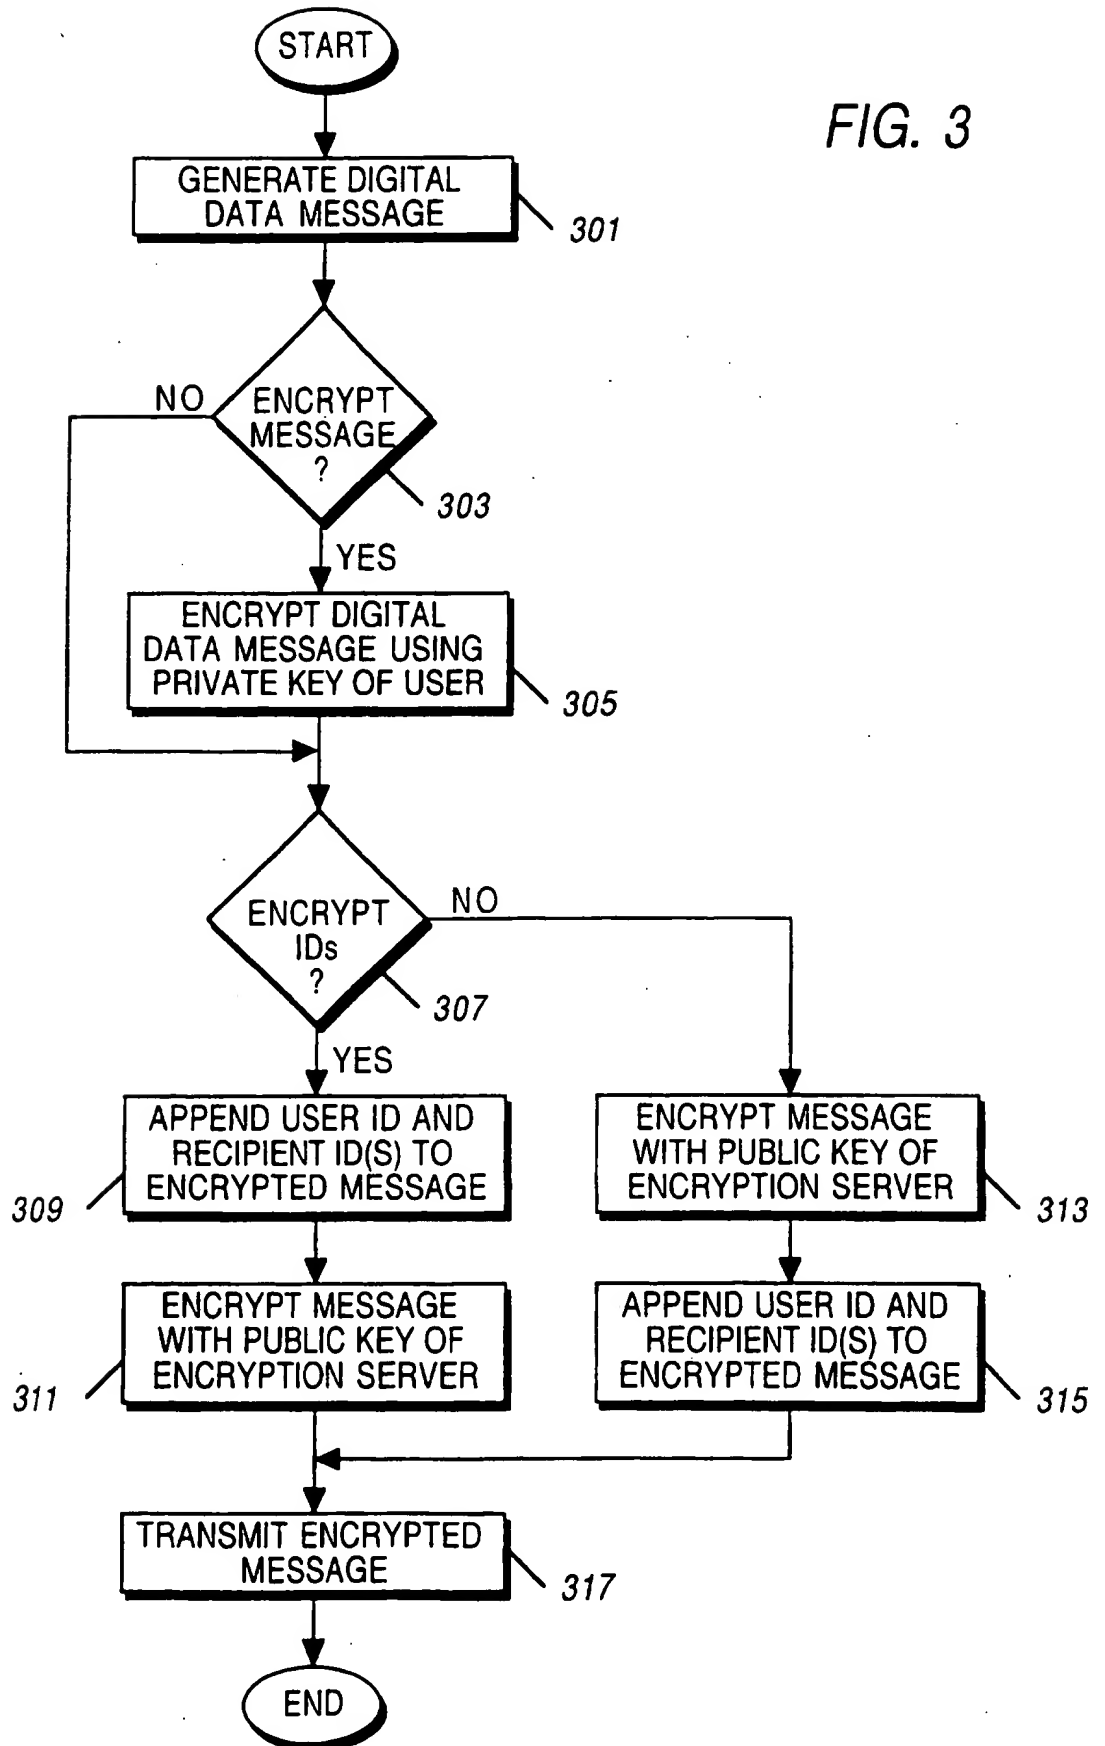 START
FIG. 3
GENERATE DIGITAL
DATA MESSAGE
301
NO
ENCRYPT
MESSAGE
?
303
YES
ENCRYPT DIGITAL
DATA MESSAGE USING
PRIVATE KEY OF USER
305
ENCRYPT
IDs
?
NO
307
YES
APPEND USER ID AND
RECIPIENT ID(S) TO
ENCRYPTED MESSAGE
309
ENCRYPT MESSAGE
WITH PUBLIC KEY OF
ENCRYPTION SERVER
313
ENCRYPT MESSAGE
WITH PUBLIC KEY OF
ENCRYPTION SERVER
311
APPEND USER ID AND
RECIPIENT ID(S) TO
ENCRYPTED MESSAGE
315
TRANSMIT ENCRYPTED
MESSAGE
317
END